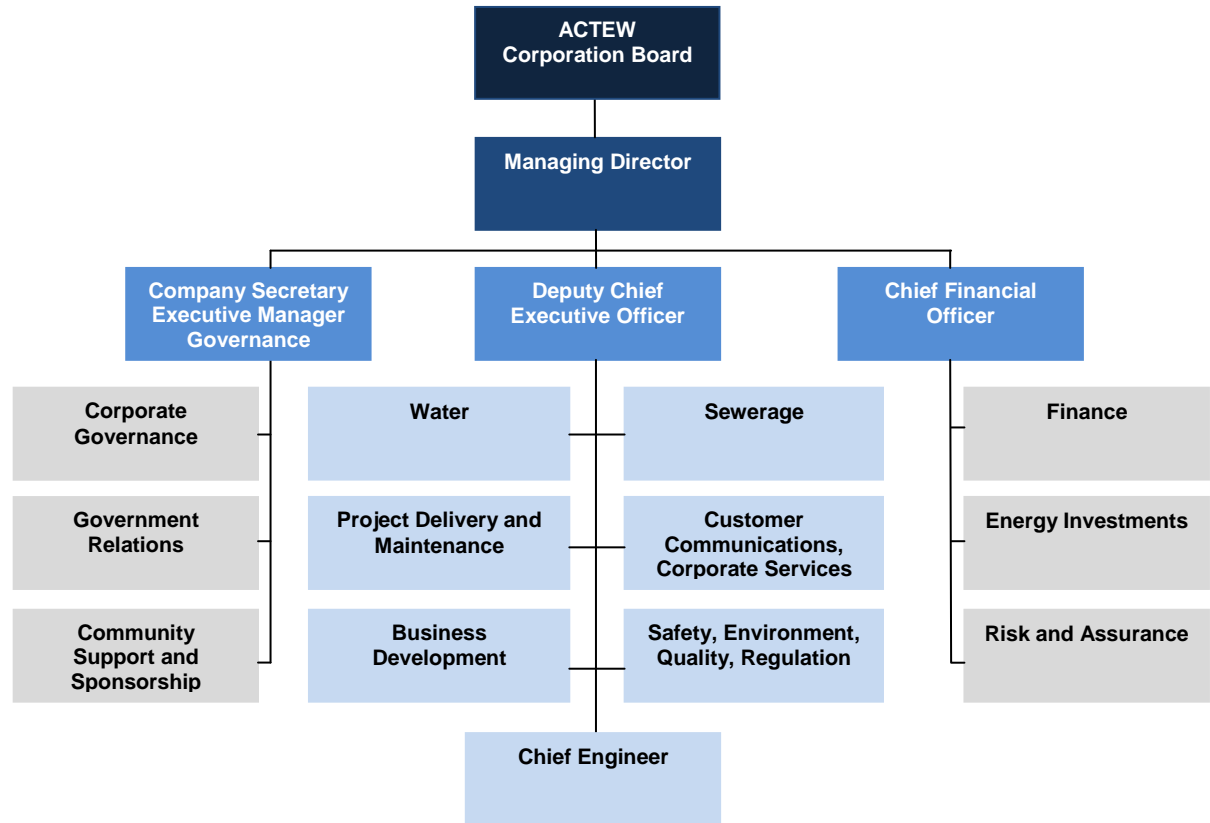 ACTEW
Corporation Board
Managing Director
Company Secretary
Executive Manager
Governance
Deputy Chief
Executive Officer
Chief Financial
Officer
Corporate
Governance
Water
Sewerage
Finance
Government
Relations
Project Delivery and
Maintenance
Customer
Communications,
Corporate Services
Energy Investments
Community
Support and
Sponsorship
Business
Development
Safety, Environment,
Quality, Regulation
Risk and Assurance
Chief Engineer